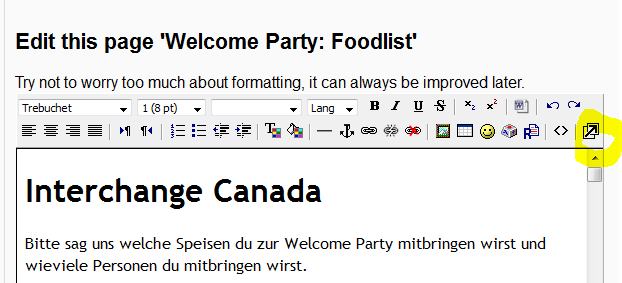 Edit this page 'Welcome Party: Foodlist'
Try not to worry too much about formatting, it can always be improved later.
Trebuchet 1 (8 pt) Lang B I U S x₂ x²
<>
Interchange Canada
Bitte sag uns welche Speisen du zur Welcome Party mitbringen wirst und
wieviele Personen du mitbringen wirst.